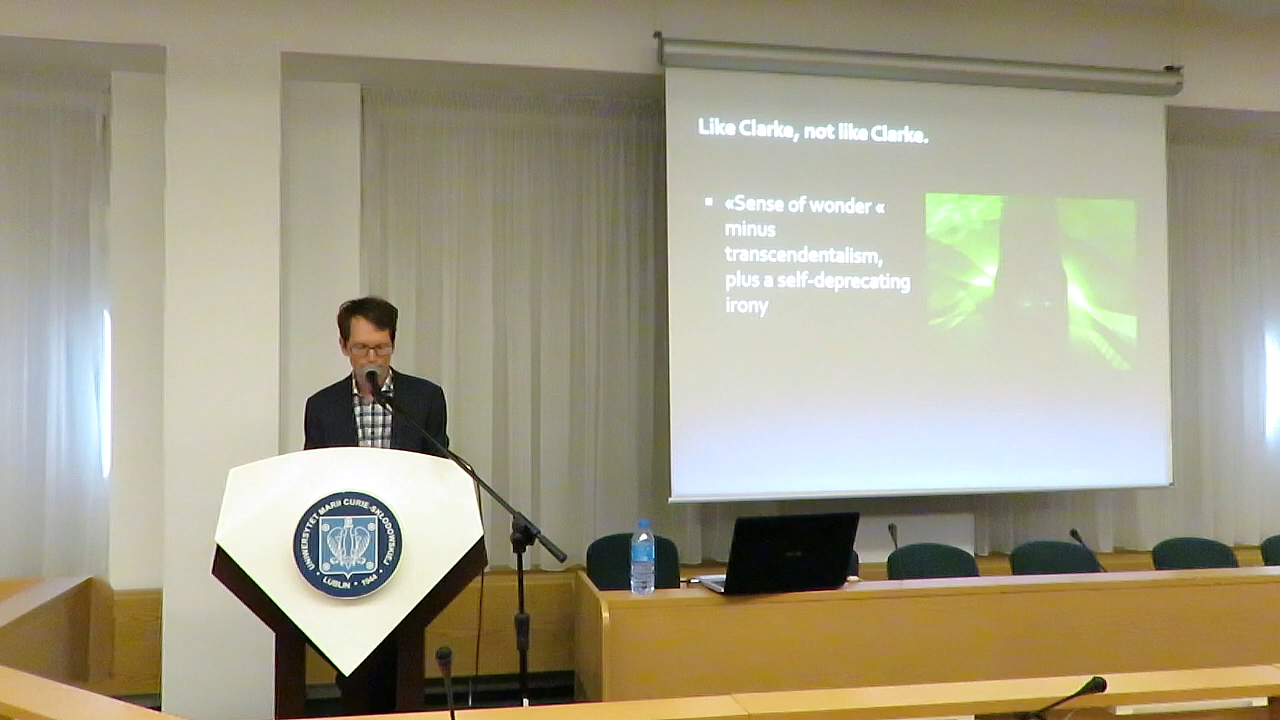 Like Clarke, not like Clarke.
▪ «Sense of wonder «
minus
transcendentalism,
plus a self-deprecating
irony
UNIWERSYTET MARII CURIE-SKŁODOWSKIEJ
• LUBLIN • 1944 •